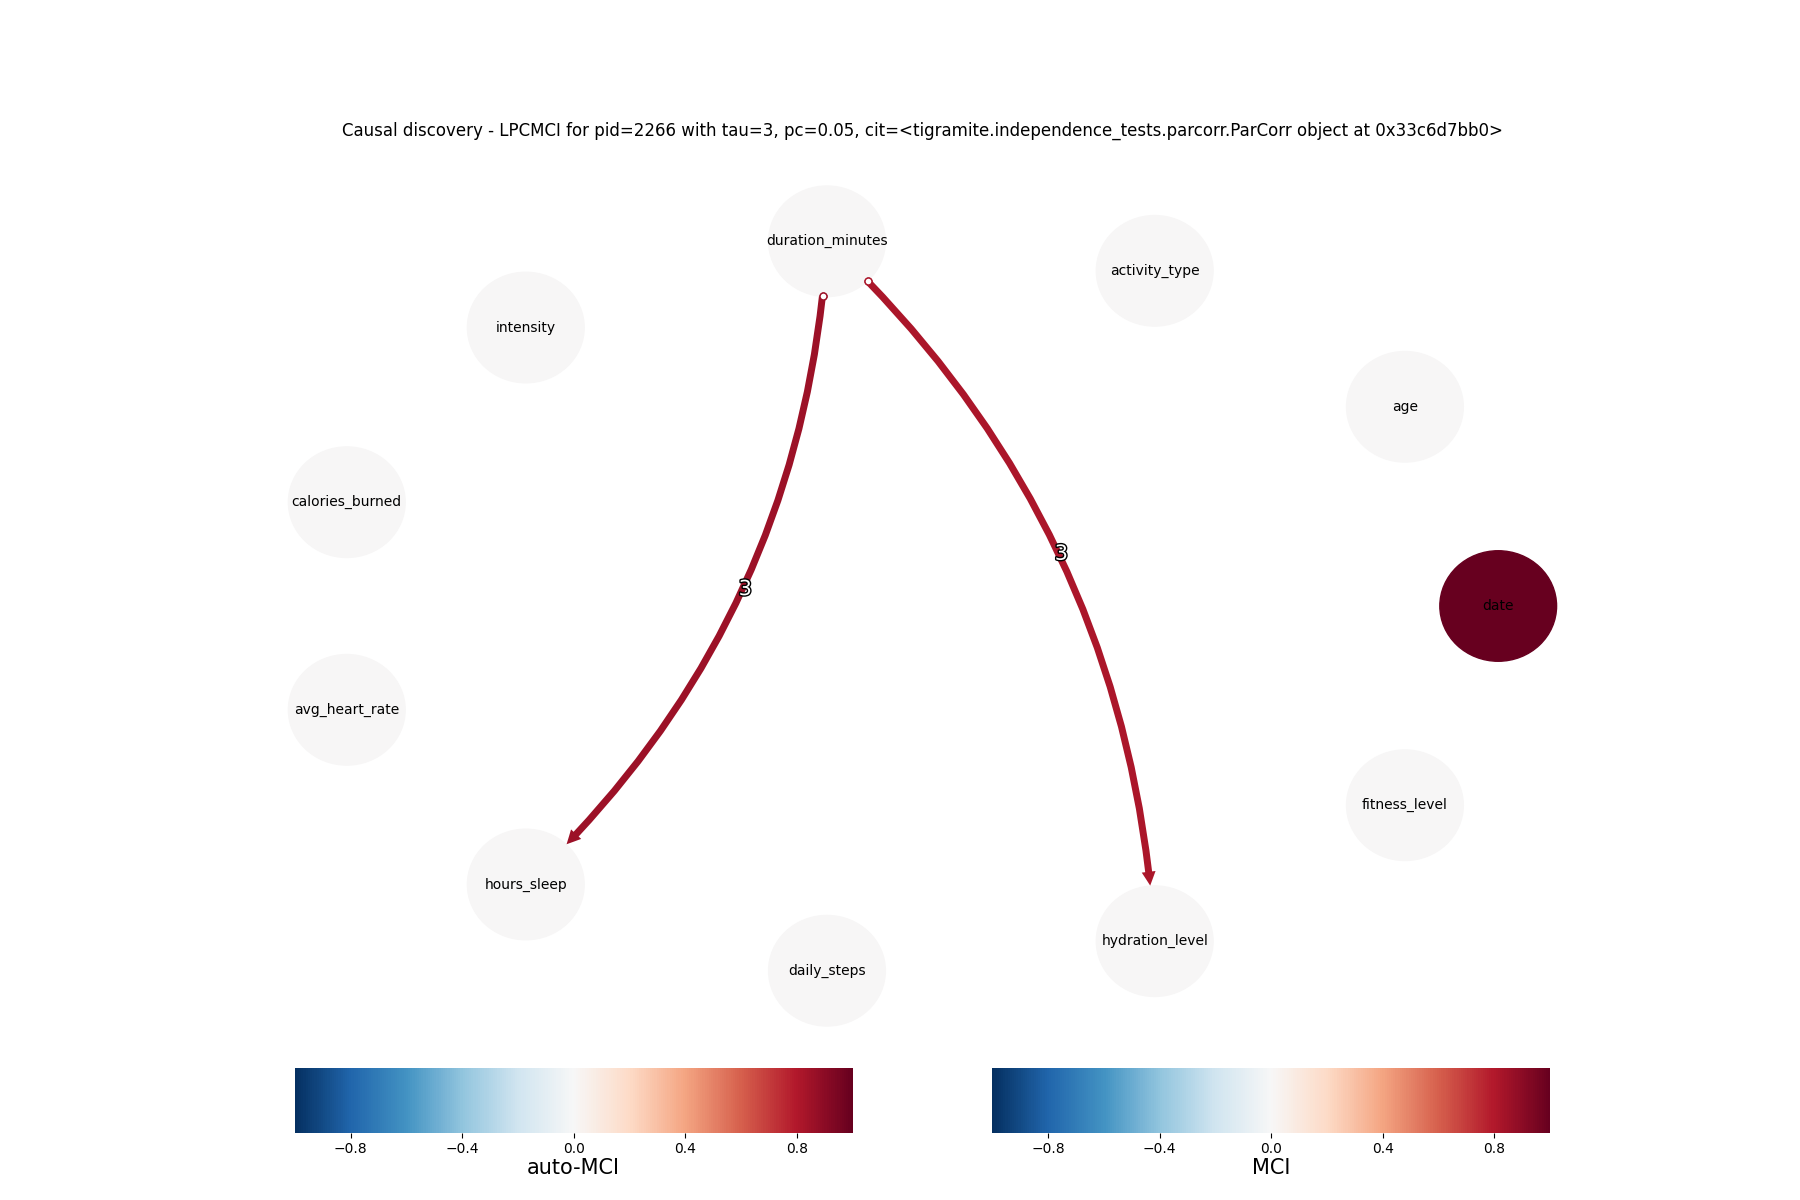 Causal discovery - LPCMCI for pid=2266 with tau=3, pc=0.05, cit=<tigramite.independence_tests.parcorr.ParCorr object at 0x33c6d7bb0>
duration_minutes
activity_type
intensity
age
calories_burned
3
3
date
avg_heart_rate
fitness_level
hours_sleep
hydration_level
daily_steps
−0.8 −0.4 0.0 0.4 0.8
auto-MCI
−0.8 −0.4 0.0 0.4 0.8
MCI